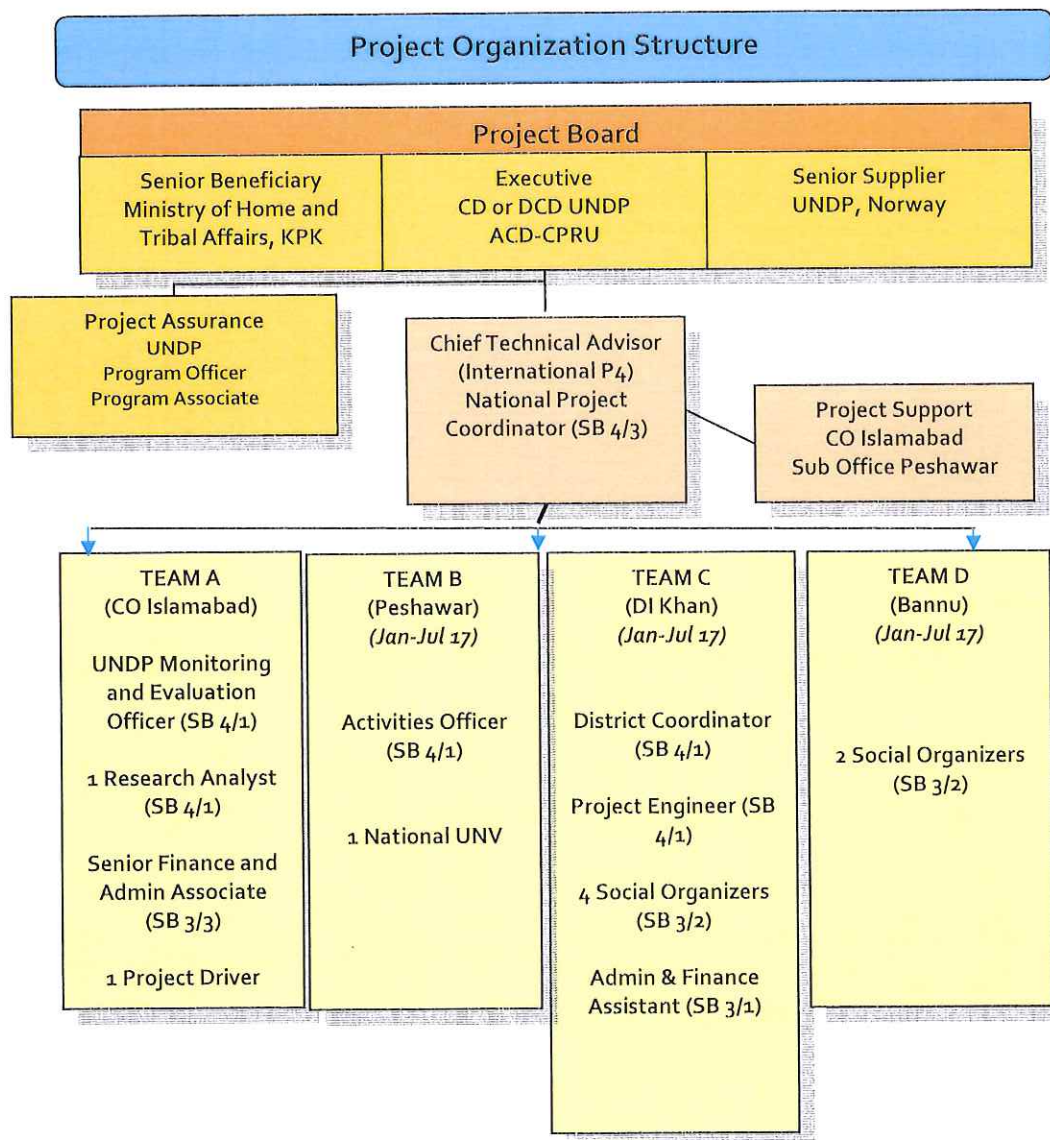 Project Organization Structure
Project Board
Senior Beneficiary
Ministry of Home and
Tribal Affairs, KPK
Executive
CD or DCD UNDP
ACD-CPRU
Senior Supplier
UNDP, Norway
Project Assurance
UNDP
Program Officer
Program Associate
Chief Technical Advisor
(International P4)
National Project
Coordinator (SB 4/3)
Project Support
CO Islamabad
Sub Office Peshawar
TEAM A
(CO Islamabad)
UNDP Monitoring
and Evaluation
Officer (SB 4/1)
1 Research Analyst
(SB 4/1)
Senior Finance and
Admin Associate
(SB 3/3)
1 Project Driver
TEAM B
(Peshawar)
(Jan-Jul 17)
Activities Officer
(SB 4/1)
1 National UNV
TEAM C
(DI Khan)
(Jan-Jul 17)
District Coordinator
(SB 4/1)
Project Engineer (SB
4/1)
4 Social Organizers
(SB 3/2)
Admin & Finance
Assistant (SB 3/1)
TEAM D
(Bannu)
(Jan-Jul 17)
2 Social Organizers
(SB 3/2)